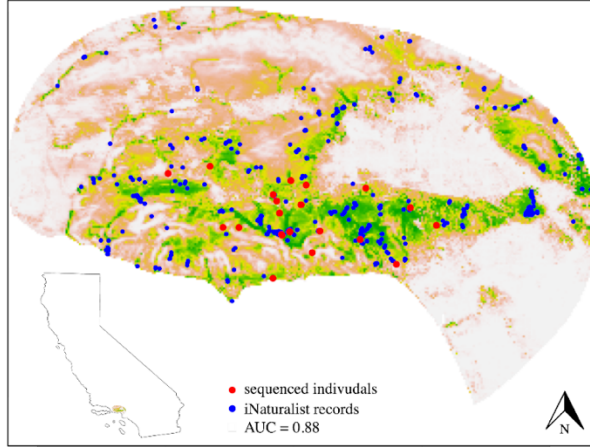 sequenced indivudals
iNaturalist records
AUC = 0.88
N